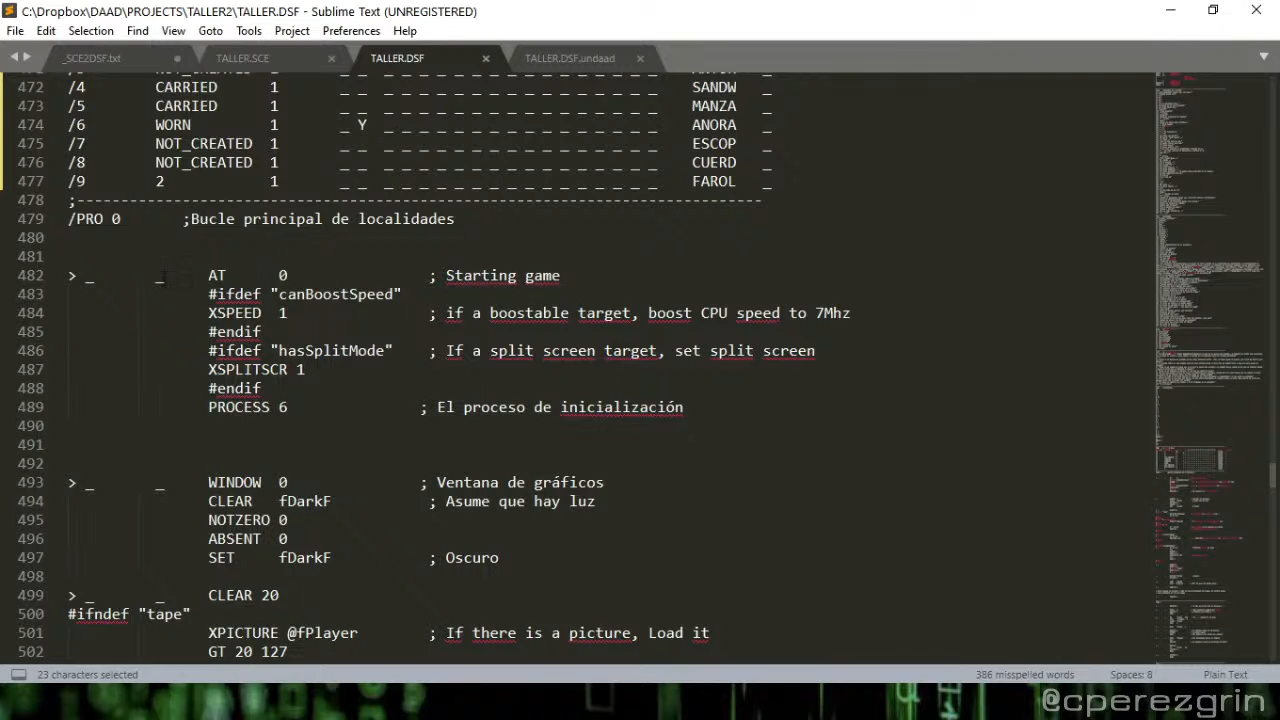 C:\Dropbox\DAAD\PROJECTS\TALLER2\TALLER.DSF - Sublime Text (UNREGISTERED)
File Edit Selection Find View Goto Tools Project Preferences Help
_SCE2DSF.txt TALLER.SCE TALLER.DSF TALLER.DSF.undaad
472 /4 CARRIED 1 _ _ _ _ _ _ _ _ _ _ _ _ _ _ _ _ _ _ SANDW _
473 /5 CARRIED 1 _ _ _ _ _ _ _ _ _ _ _ _ _ _ _ _ _ _ MANZA _
474 /6 WORN 1 _ Y _ _ _ _ _ _ _ _ _ _ _ _ _ _ _ _ ANORA _
475 /7 NOT_CREATED 1 _ _ _ _ _ _ _ _ _ _ _ _ _ _ _ _ _ _ ESCOP _
476 /8 NOT_CREATED 1 _ _ _ _ _ _ _ _ _ _ _ _ _ _ _ _ _ _ CUERD _
477 /9 2 1 _ _ _ _ _ _ _ _ _ _ _ _ _ _ _ _ _ _ FAROL _
478 ;------------------------------------------------------------------------------
479 /PRO 0 ;Bucle principal de localidades
480
481
482 > _ _ AT 0 ; Starting game
483 #ifdef "canBoostSpeed"
484 XSPEED 1 ; if a boostable target, boost CPU speed to 7Mhz
485 #endif
486 #ifdef "hasSplitMode" ; If a split screen target, set split screen
487 XSPLITSCR 1
488 #endif
489 PROCESS 6 ; El proceso de inicialización
490
491
492
493 > _ _ WINDOW 0 ; Ventana de gráficos
494 CLEAR fDarkF ; Asume que hay luz
495 NOTZERO 0
496 ABSENT 0
497 SET fDarkF ; Oscuro
498
499 > _ _ CLEAR 20
500 #ifndef "tape"
501 XPICTURE @fPlayer ; If there is a picture, Load it
502 GT 20 127
23 characters selected 386 misspelled words Spaces: 8 Plain Text
@cperezgrin